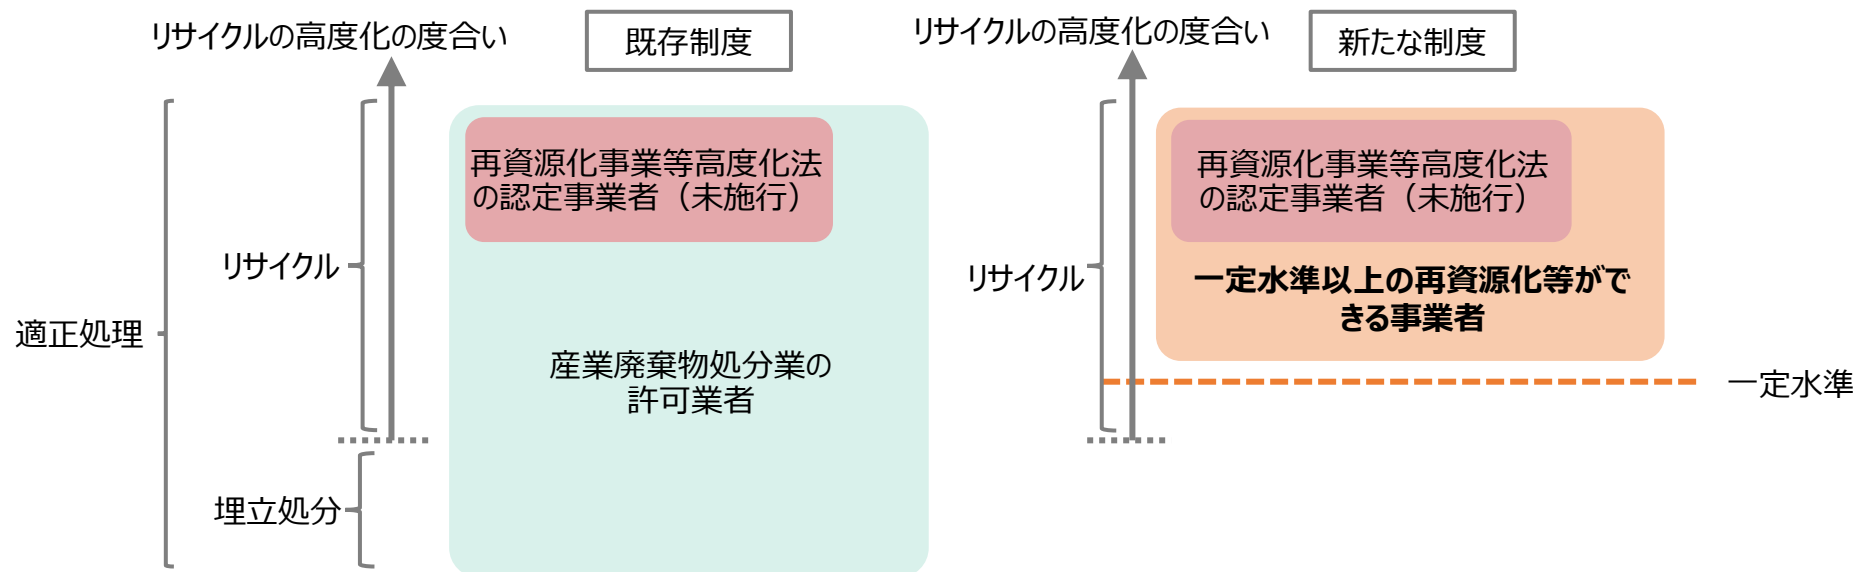 リサイクルの高度化の度合い
既存制度
再資源化事業等高度化法
の認定事業者（未施行）
リサイクル
適正処理
産業廃棄物処分業の
許可業者
埋立処分
リサイクルの高度化の度合い
新たな制度
再資源化事業等高度化法
の認定事業者（未施行）
リサイクル
一定水準以上の再資源化等がで
きる事業者
一定水準